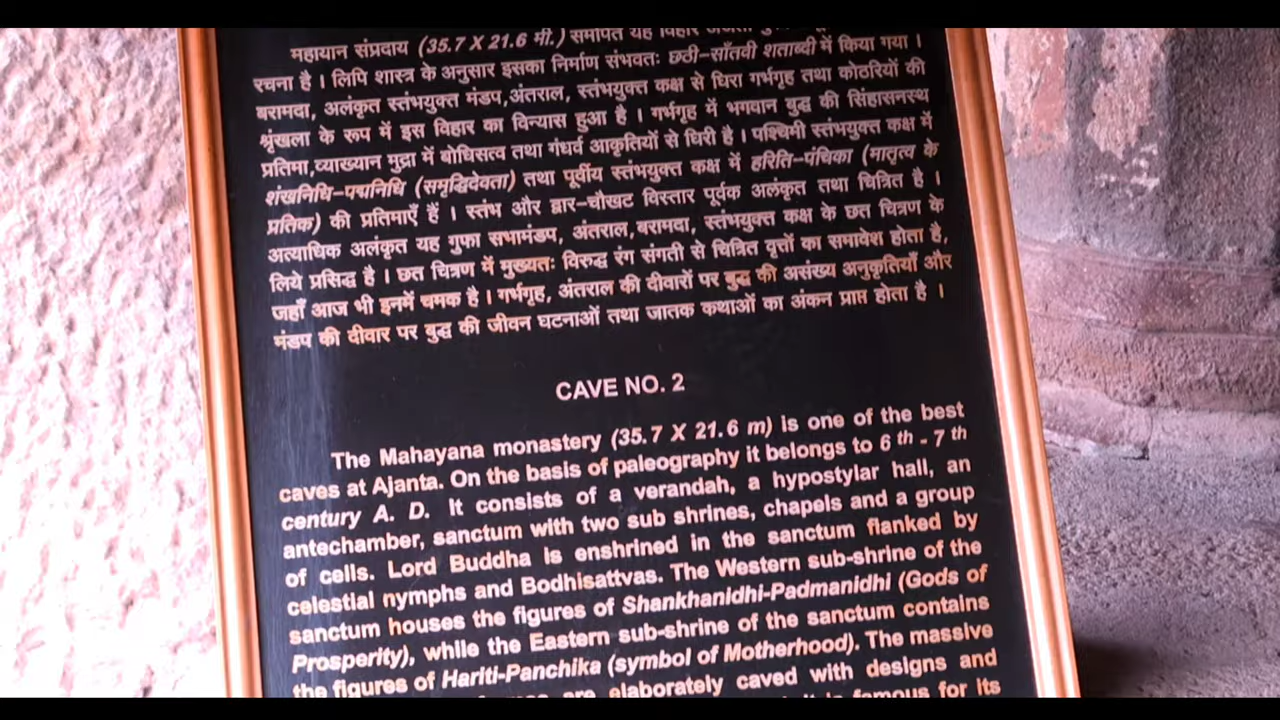 महायान संप्रदाय (35.7 X 21.6 मी.) समर्पित यह विहार
रचना है । लिपि शास्त्र के अनुसार इसका निर्माण संभवतः छठी–साँतवी शताब्दी में किया गया ।
बरामदा, अलंकृत स्तंभयुक्त मंडप,अंतराल, स्तंभयुक्त कक्ष से घिरा गर्भगृह तथा कोठरियों की
श्रृंखला के रूप में इस विहार का विन्यास हुआ है । गर्भगृह में भगवान बुद्ध की सिंहासनस्थ
प्रतिमा,व्याख्यान मुद्रा में बोधिसत्व तथा गंधर्व आकृतियों से घिरी है । पश्चिमी स्तंभयुक्त कक्ष में
शंखनिधि–पद्मनिधि (समृद्धिदेवता) तथा पूर्वीय स्तंभयुक्त कक्ष में हरिति–पंचिका (मातृत्व के
प्रतिक) की प्रतिमाएँ हैं । स्तंभ और द्वार–चौखट विस्तार पूर्वक अलंकृत तथा चित्रित है ।
अत्याधिक अलंकृत यह गुफा सभामंडप, अंतराल,बरामदा, स्तंभयुक्त कक्ष के छत चित्रण के
लिये प्रसिद्ध है । छत चित्रण में मुख्यतः विरुद्ध रंग संगती से चित्रित वृत्तों का समावेश होता है,
जहाँ आज भी इनमें चमक है । गर्भगृह, अंतराल की दीवारों पर बुद्ध की असंख्य अनुकृतियाँ और
मंडप की दीवार पर बुद्ध की जीवन घटनाओं तथा जातक कथाओं का अंकन प्राप्त होता है ।
CAVE NO. 2
The Mahayana monastery (35.7 X 21.6 m) is one of the best
caves at Ajanta. On the basis of paleography it belongs to 6 th - 7 th
century A. D. It consists of a verandah, a hypostylar hall, an
antechamber, sanctum with two sub shrines, chapels and a group
of cells. Lord Buddha is enshrined in the sanctum flanked by
celestial nymphs and Bodhisattvas. The Western sub-shrine of the
sanctum houses the figures of Shankhanidhi-Padmanidhi (Gods of
Prosperity), while the Eastern sub-shrine of the sanctum contains
the figures of Hariti-Panchika (symbol of Motherhood). The massive
are elaborately caved with designs and
it is famous for its